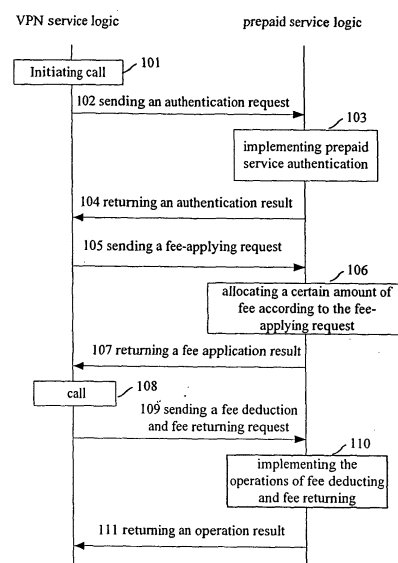 VPN service logic
prepaid service logic
101
Initiating call
102 sending an authentication request
103
implementing prepaid
service authentication
104 returning an authentication result
105 sending a fee-applying request
106
allocating a certain amount of
fee according to the fee-
applying request
107 returning a fee application result
108
call
109 sending a fee deduction
and fee returning request
110
implementing the
operations of fee deducting
and fee returning
111 returning an operation result